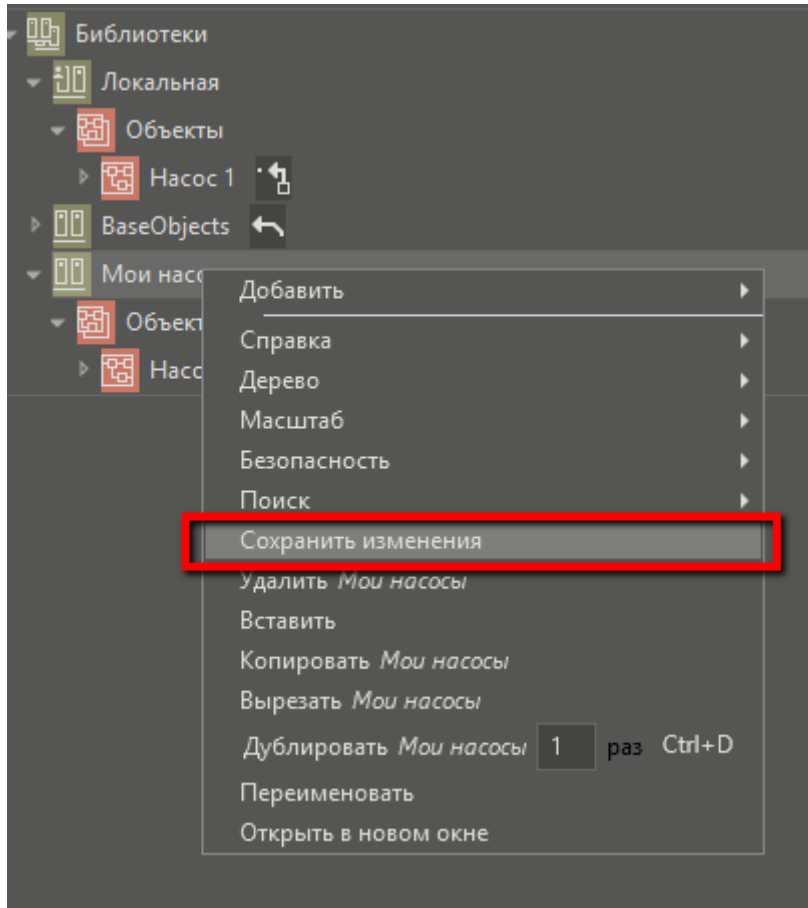 Библиотеки
Локальная
Объекты
Насос 1
BaseObjects
Мои насо
Добавить
Объект
Справка
Насо
Дерево
Масштаб
Безопасность
Поиск
Сохранить изменения
Удалить Мои насосы
Вставить
Копировать Мои насосы
Вырезать Мои насосы
Дублировать Мои насосы 1 раз Ctrl+D
Переименовать
Открыть в новом окне